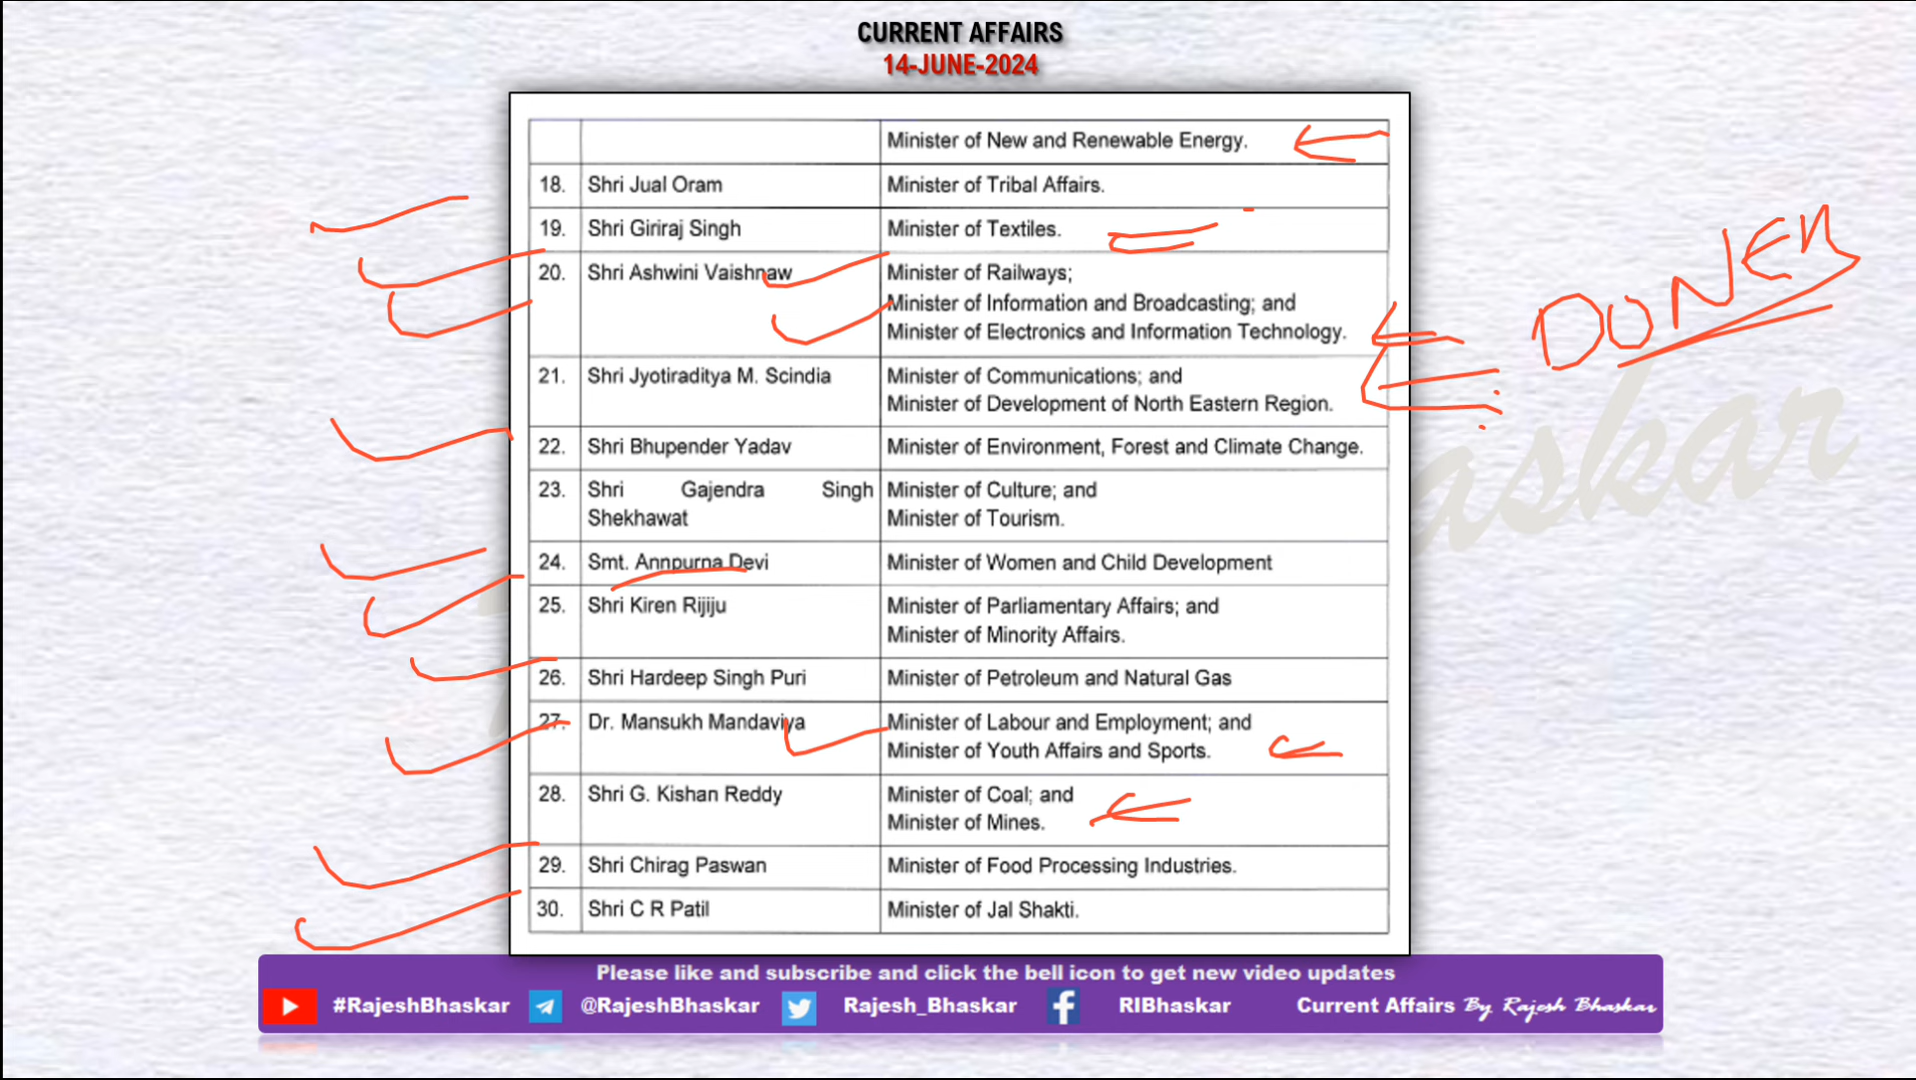 CURRENT AFFAIRS
14-JUNE-2024
Minister of New and Renewable Energy.
18. Shri Jual Oram Minister of Tribal Affairs.
19. Shri Giriraj Singh Minister of Textiles.
20. Shri Ashwini Vaishnaw Minister of Railways;
Minister of Information and Broadcasting; and
Minister of Electronics and Information Technology.
21. Shri Jyotiraditya M. Scindia Minister of Communications; and
Minister of Development of North Eastern Region.
DONER
22. Shri Bhupender Yadav Minister of Environment, Forest and Climate Change.
23. Shri Gajendra Singh Minister of Culture; and
Shekhawat Minister of Tourism.
24. Smt. Annpurna Devi Minister of Women and Child Development
25. Shri Kiren Rijiju Minister of Parliamentary Affairs; and
Minister of Minority Affairs.
26. Shri Hardeep Singh Puri Minister of Petroleum and Natural Gas
27. Dr. Mansukh Mandaviya Minister of Labour and Employment; and
Minister of Youth Affairs and Sports.
28. Shri G. Kishan Reddy Minister of Coal; and
Minister of Mines.
29. Shri Chirag Paswan Minister of Food Processing Industries.
30. Shri C R Patil Minister of Jal Shakti.
Please like and subscribe and click the bell icon to get new video updates
#RajeshBhaskar @RajeshBhaskar Rajesh_Bhaskar RIBhaskar Current Affairs By Rajesh Bhaskar